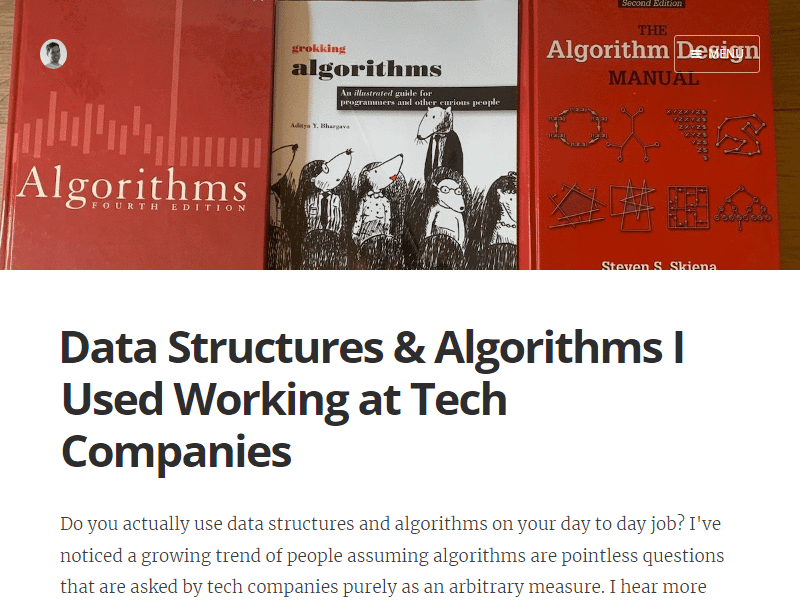 Second Edition
THE
Algorithm Design
MANUAL
MENU
grokking
algorithms
An illustrated guide for
programmers and other curious people
Aditya Y. Bhargava
Algorithms
FOURTH EDITION
Steven S. Skiena
Data Structures & Algorithms I
Used Working at Tech
Companies
Do you actually use data structures and algorithms on your day to day job? I've
noticed a growing trend of people assuming algorithms are pointless questions
that are asked by tech companies purely as an arbitrary measure. I hear more